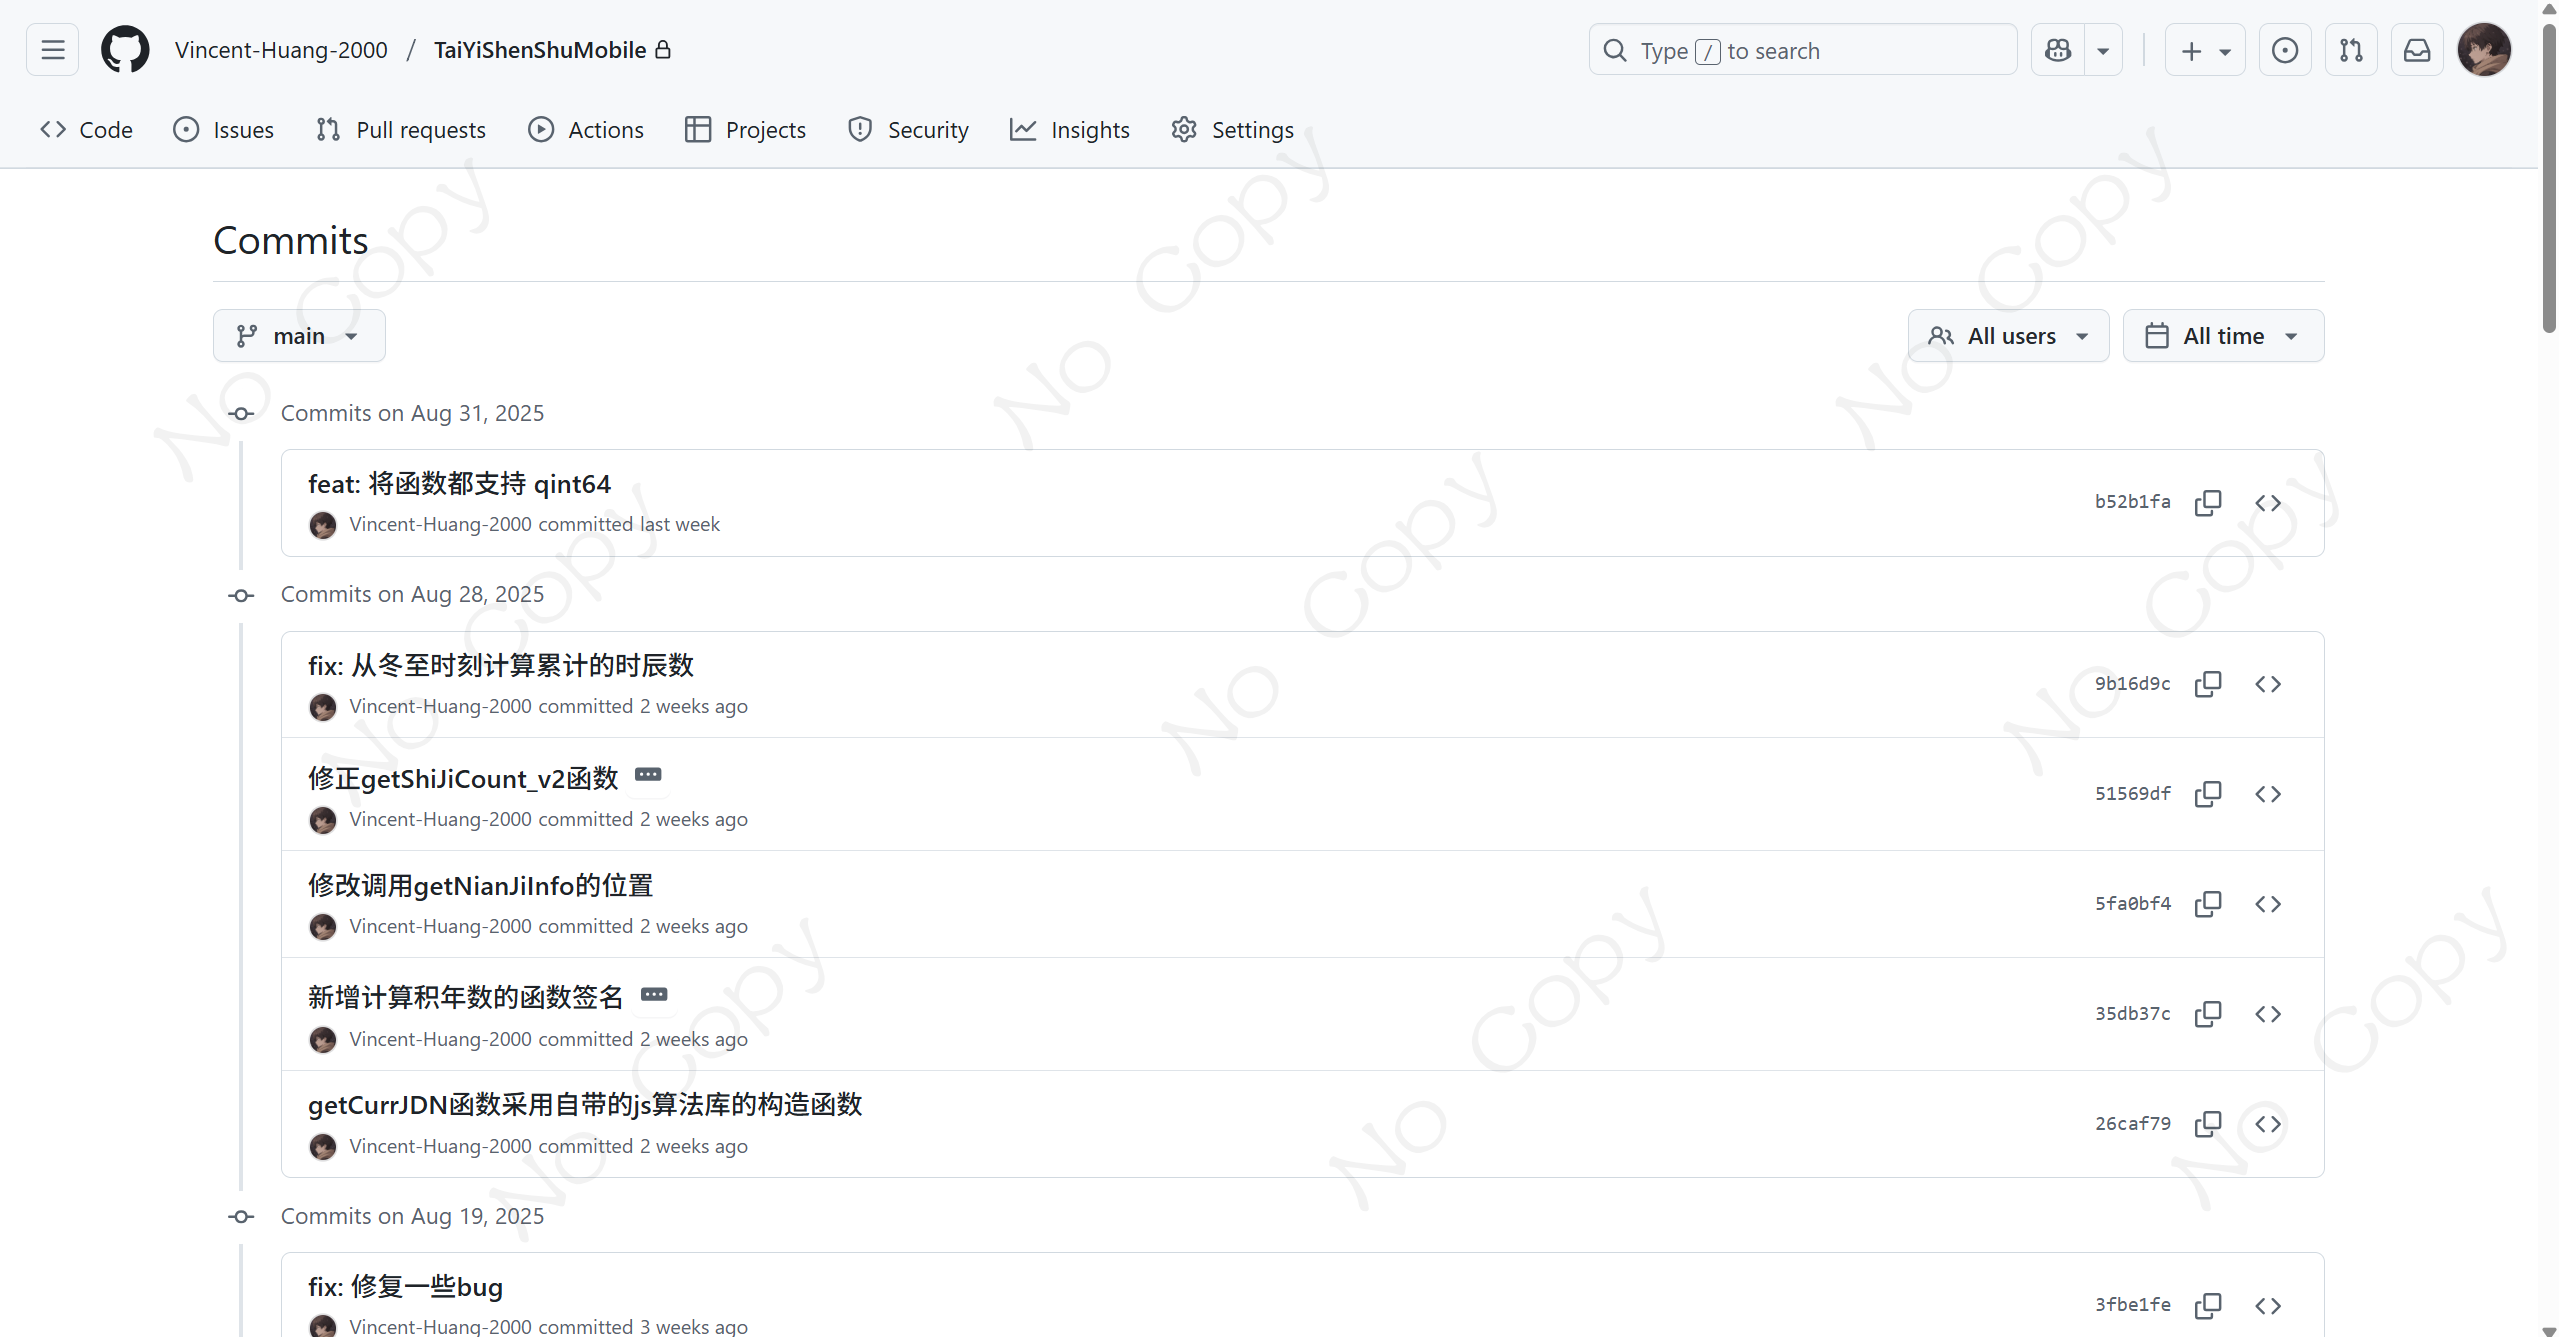 Vincent-Huang-2000 / TaiYiShenShuMobile
Type / to search
Code
Issues
Pull requests
Actions
Projects
Security
Insights
Settings
Commits
main
All users
All time
Commits on Aug 31, 2025
feat: 将函数都支持 qint64
Vincent-Huang-2000 committed last week
b52b1fa
Commits on Aug 28, 2025
fix: 从冬至时刻计算累计的时辰数
Vincent-Huang-2000 committed 2 weeks ago
9b16d9c
修正getShiJiCount_v2函数
Vincent-Huang-2000 committed 2 weeks ago
51569df
修改调用getNianJiInfo的位置
Vincent-Huang-2000 committed 2 weeks ago
5fa0bf4
新增计算积年数的函数签名
Vincent-Huang-2000 committed 2 weeks ago
35db37c
getCurrJDN函数采用自带的js算法库的构造函数
Vincent-Huang-2000 committed 2 weeks ago
26caf79
Commits on Aug 19, 2025
fix: 修复一些bug
Vincent-Huang-2000 committed 3 weeks ago
3fbe1fe
No Copy
No Copy
No Copy
No Copy
No Copy
No Copy
No Copy
No Copy
No Copy